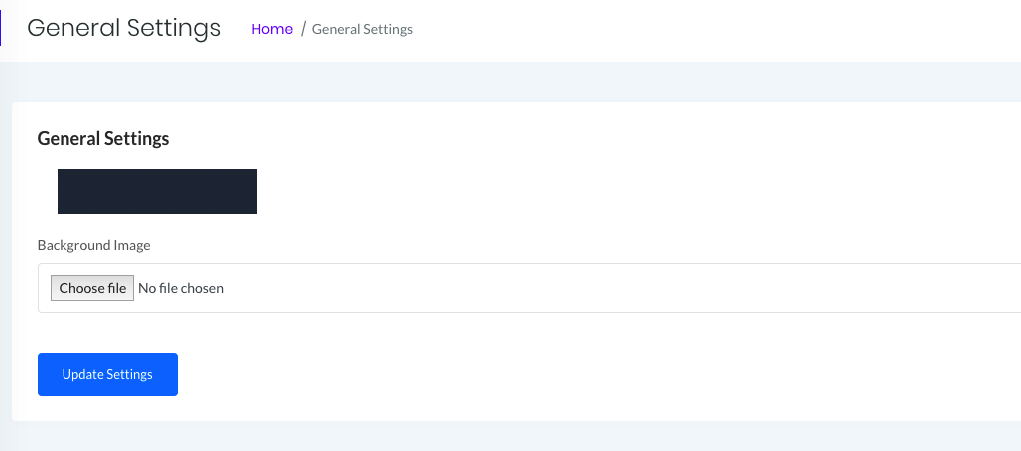 General Settings
Home / General Settings
General Settings
Background Image
Choose file No file chosen
Update Settings